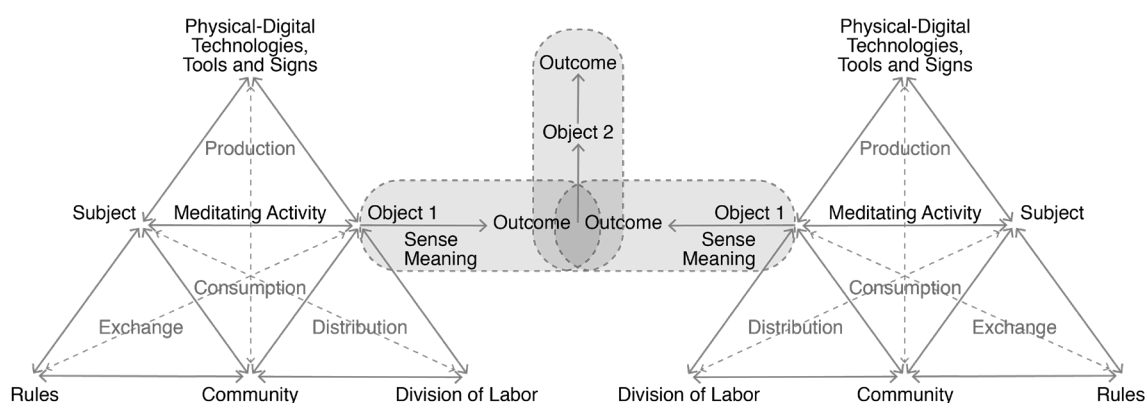 Physical-Digital
Technologies,
Tools and Signs
Production
Subject
Meditating Activity
Object 1
Sense
Meaning
Outcome
Consumption
Exchange
Distribution
Rules
Community
Division of Labor
Outcome
Object 2
Physical-Digital
Technologies,
Tools and Signs
Production
Outcome
Object 1
Sense
Meaning
Meditating Activity
Subject
Consumption
Distribution
Exchange
Division of Labor
Community
Rules